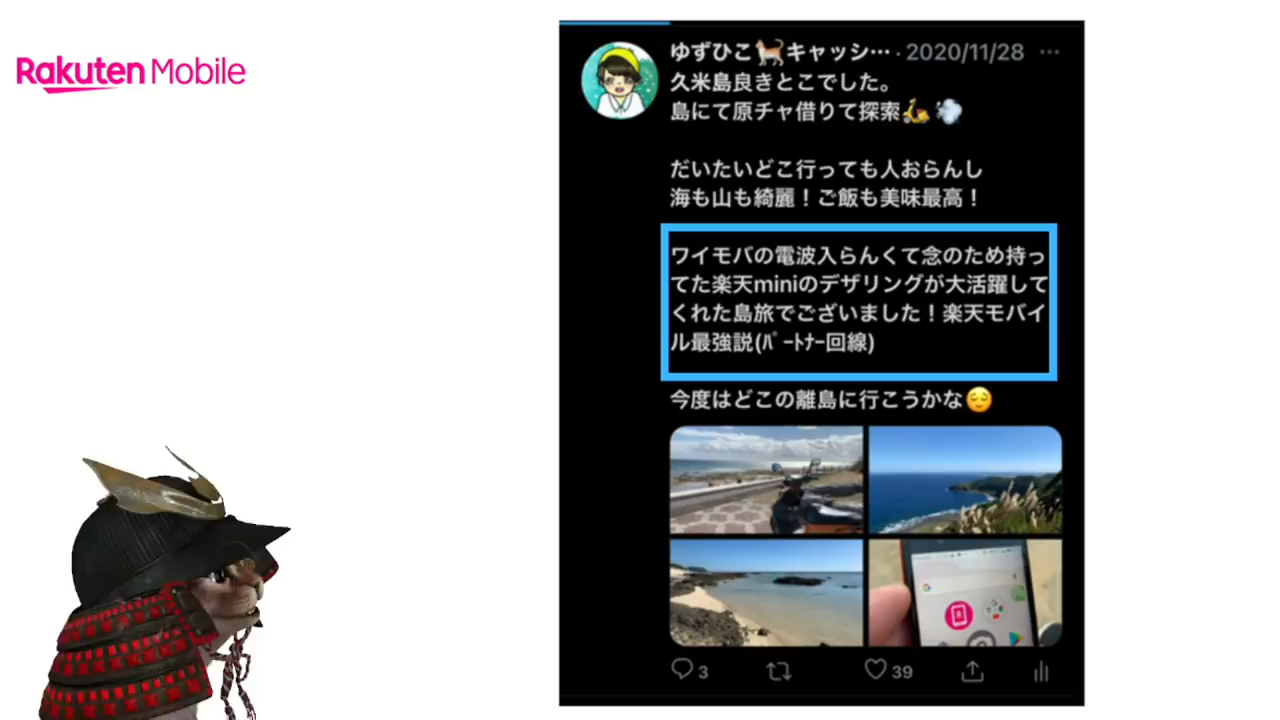 Rakuten Mobile
ゆずひこ🐈キャッシ… · 2020/11/28 …
久米島良きとこでした。
島にて原チャ借りて探索🛵💨
だいたいどこ行っても人おらんし
海も山も綺麗！ご飯も美味最高！
ワイモバの電波入らんくて念のため持っ
てた楽天miniのデザリングが大活躍して
くれた島旅でございました！楽天モバイ
ル最強説(ﾊﾟｰﾄﾅｰ回線)
今度はどこの離島に行こうかな😌
3 39